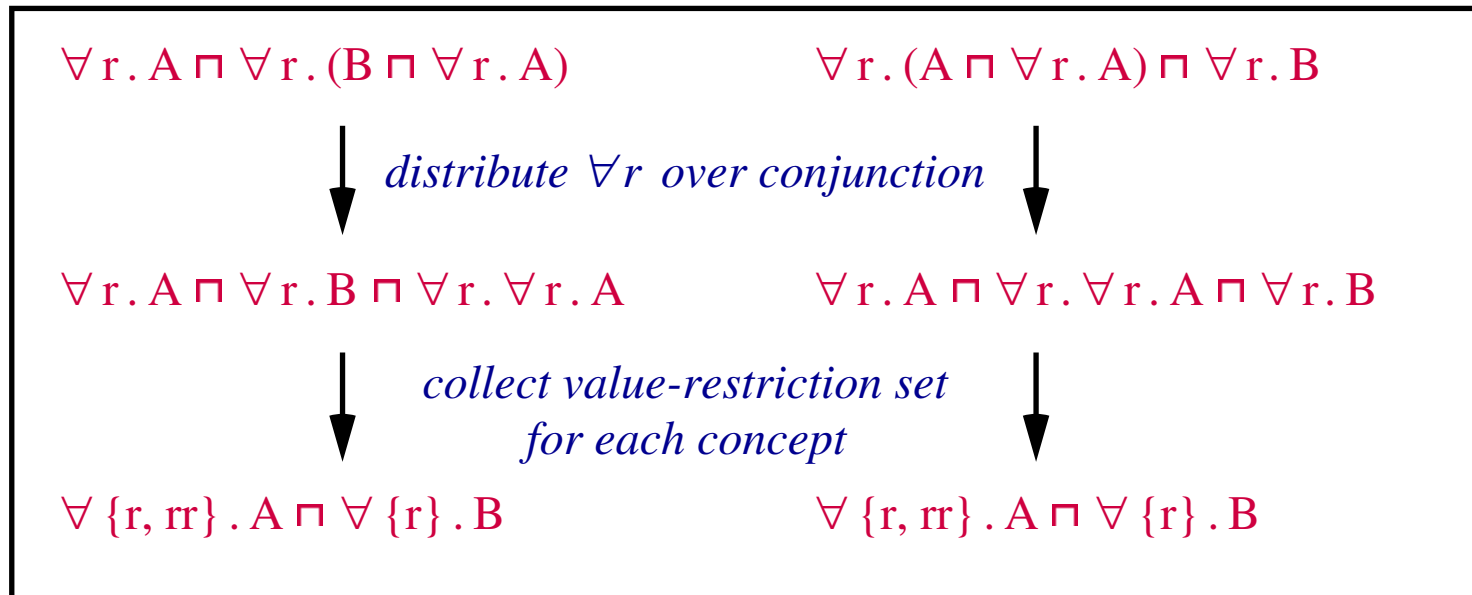 ∀ r . A ⊓ ∀ r . (B ⊓ ∀ r . A)
∀ r . (A ⊓ ∀ r . A) ⊓ ∀ r . B
distribute ∀ r over conjunction
∀ r . A ⊓ ∀ r . B ⊓ ∀ r . ∀ r . A
∀ r . A ⊓ ∀ r . ∀ r . A ⊓ ∀ r . B
collect value-restriction set
for each concept
∀ {r, rr} . A ⊓ ∀ {r} . B
∀ {r, rr} . A ⊓ ∀ {r} . B